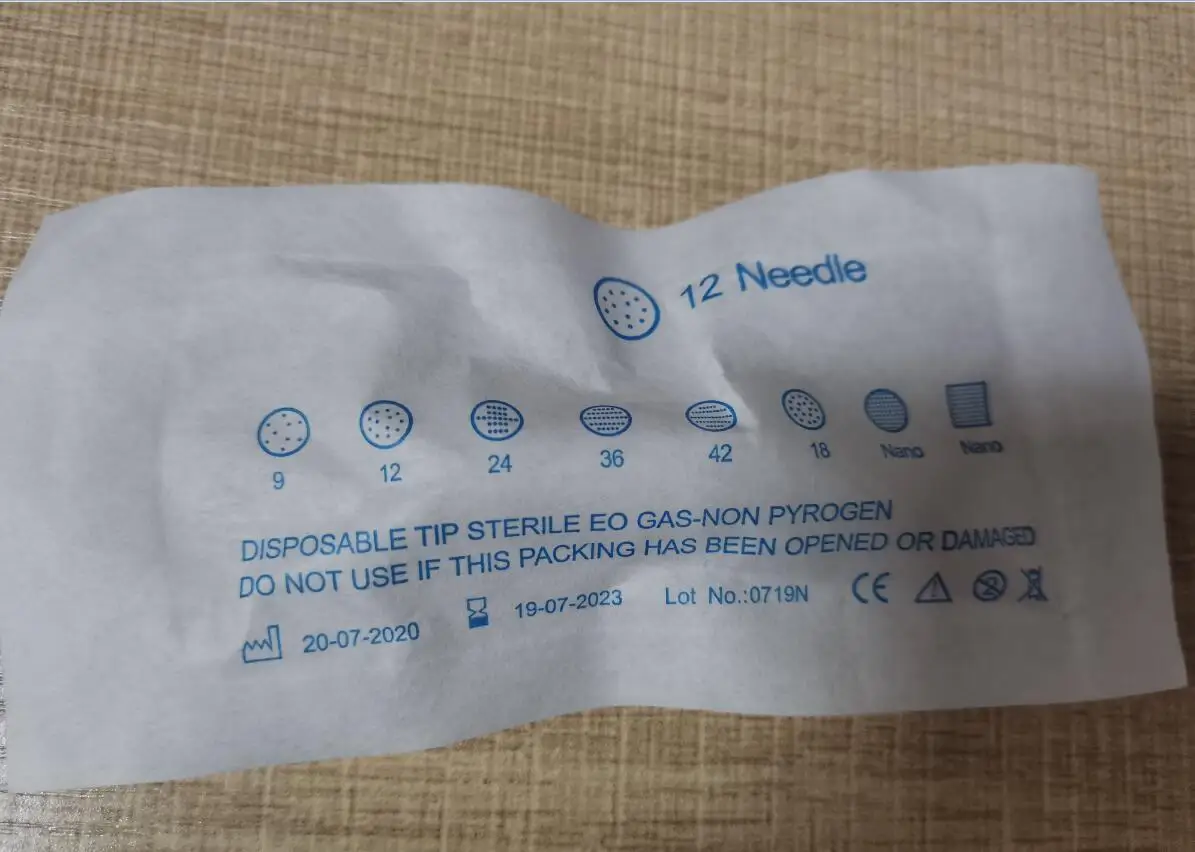 12 Needle
9 12 24 36 42 18 Nano Nano
DISPOSABLE TIP STERILE EO GAS-NON PYROGEN
DO NOT USE IF THIS PACKING HAS BEEN OPENED OR DAMAGED
20-07-2020 19-07-2023 Lot No.:0719N CE